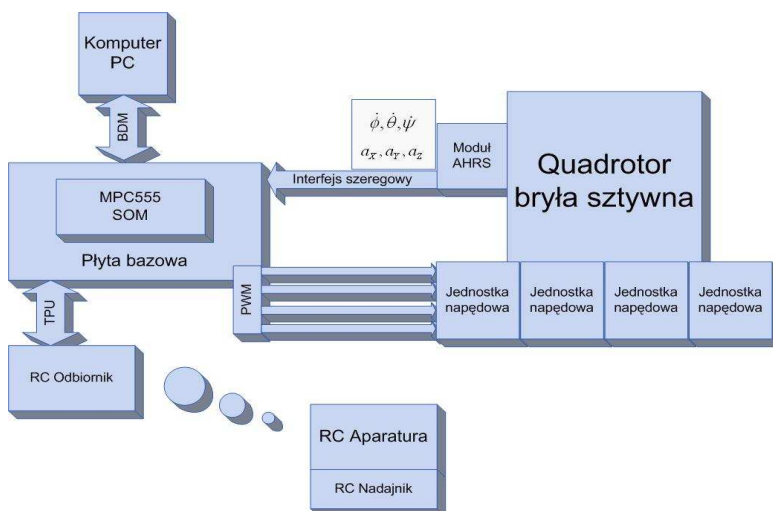 Komputer
PC
BDM
MPC555
SOM
Płyta bazowa
TPU
RC Odbiornik
PWM
Interfejs szeregowy
ϕ̇, θ̇, ψ̇
a_X, a_Y, a_Z
Moduł
AHRS
Quadrotor
bryła sztywna
Jednostka
napędowa
Jednostka
napędowa
Jednostka
napędowa
Jednostka
napędowa
RC Aparatura
RC Nadajnik